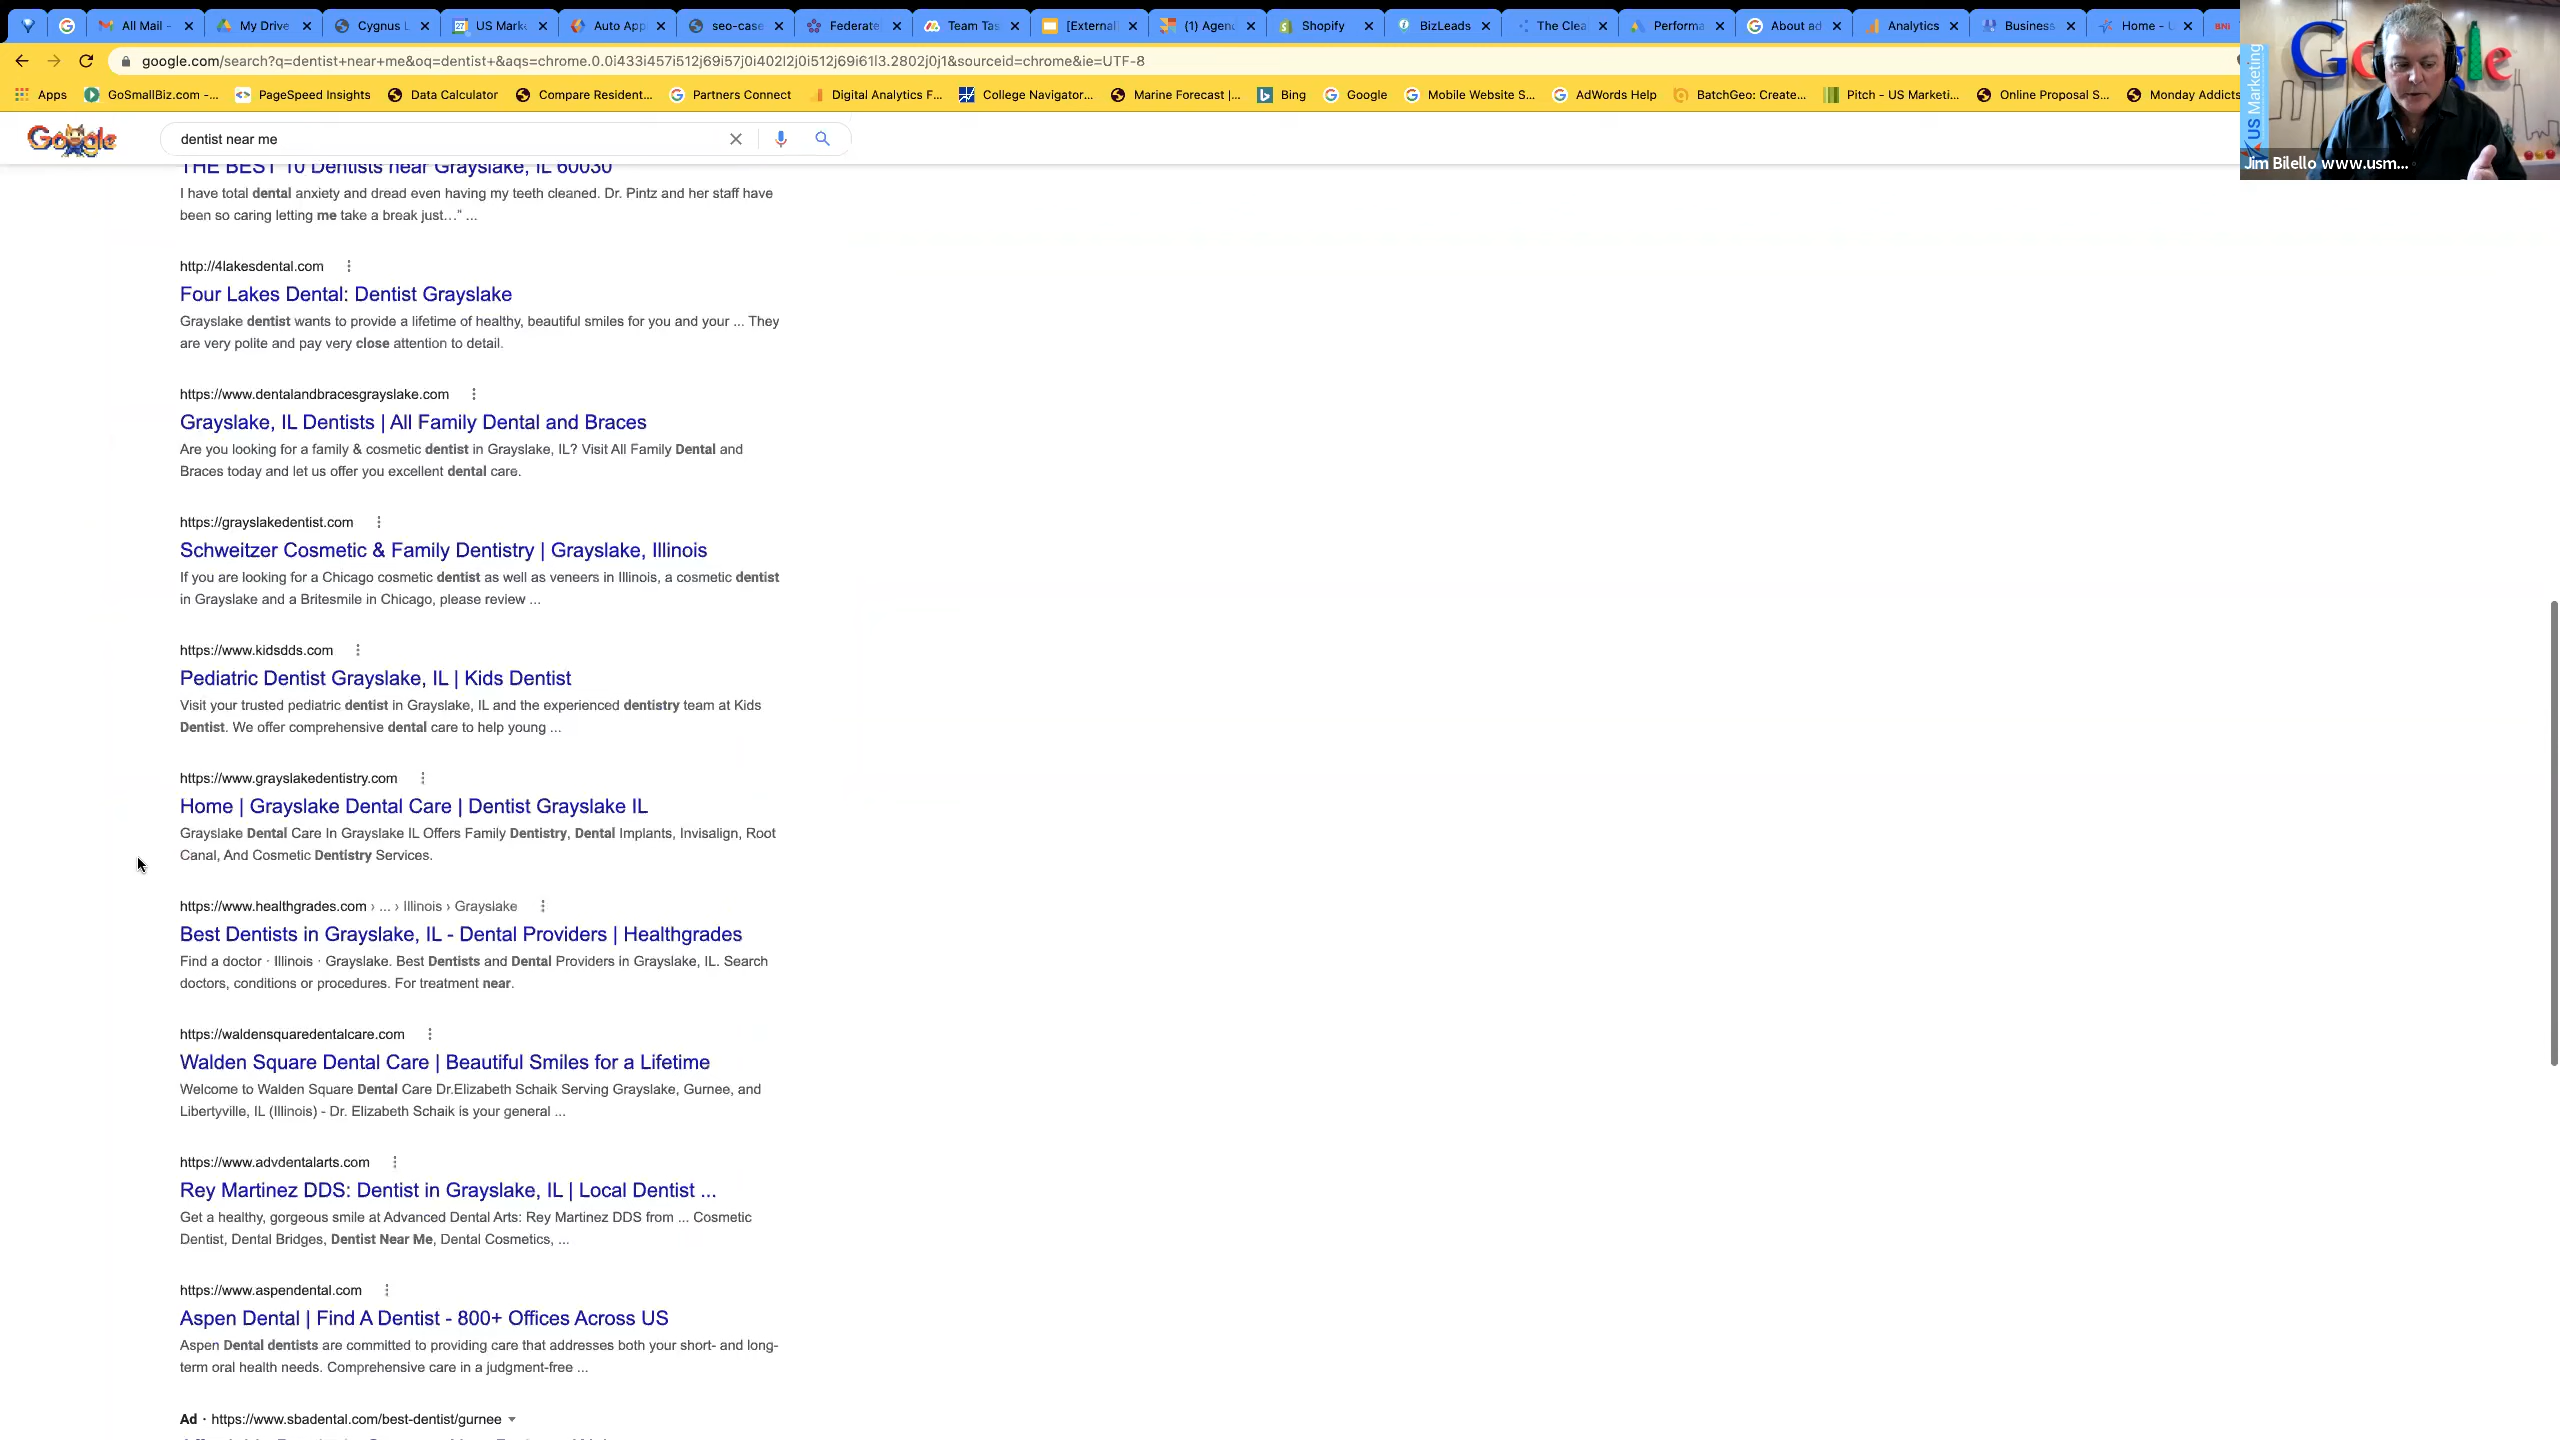 All Mail - My Drive Cygnus L US Mark Auto App seo-case Federate Team Tas [External (1) Agen Shopify BizLeads The Clea Performa About ad Analytics Business Home - BNI
google.com/search?q=dentist+near+me&oq=dentist+&aqs=chrome.0.0i433i457i512j69i57j0i402l2j0i512j69i61l3.2802j0j1&sourceid=chrome&ie=UTF-8
Apps GoSmallBiz.com -... PageSpeed Insights Data Calculator Compare Resident... Partners Connect Digital Analytics F... College Navigator... Marine Forecast |... Bing Google Mobile Website S... AdWords Help BatchGeo: Create... Pitch - US Marketi... Online Proposal S... Monday Addicts
Google
US Marketing
Jim Bilello www.usm...
Google
dentist near me
THE BEST 10 Dentists near Grayslake, IL 60030
I have total dental anxiety and dread even having my teeth cleaned. Dr. Pintz and her staff have
been so caring letting me take a break just…” ...
http://4lakesdental.com
Four Lakes Dental: Dentist Grayslake
Grayslake dentist wants to provide a lifetime of healthy, beautiful smiles for you and your ... They
are very polite and pay very close attention to detail.
https://www.dentalandbracesgrayslake.com
Grayslake, IL Dentists | All Family Dental and Braces
Are you looking for a family & cosmetic dentist in Grayslake, IL? Visit All Family Dental and
Braces today and let us offer you excellent dental care.
https://grayslakedentist.com
Schweitzer Cosmetic & Family Dentistry | Grayslake, Illinois
If you are looking for a Chicago cosmetic dentist as well as veneers in Illinois, a cosmetic dentist
in Grayslake and a Britesmile in Chicago, please review ...
https://www.kidsdds.com
Pediatric Dentist Grayslake, IL | Kids Dentist
Visit your trusted pediatric dentist in Grayslake, IL and the experienced dentistry team at Kids
Dentist. We offer comprehensive dental care to help young ...
https://www.grayslakedentistry.com
Home | Grayslake Dental Care | Dentist Grayslake IL
Grayslake Dental Care In Grayslake IL Offers Family Dentistry, Dental Implants, Invisalign, Root
Canal, And Cosmetic Dentistry Services.
https://www.healthgrades.com › ... › Illinois › Grayslake
Best Dentists in Grayslake, IL - Dental Providers | Healthgrades
Find a doctor · Illinois · Grayslake. Best Dentists and Dental Providers in Grayslake, IL. Search
doctors, conditions or procedures. For treatment near.
https://waldensquaredentalcare.com
Walden Square Dental Care | Beautiful Smiles for a Lifetime
Welcome to Walden Square Dental Care Dr.Elizabeth Schaik Serving Grayslake, Gurnee, and
Libertyville, IL (Illinois) - Dr. Elizabeth Schaik is your general ...
https://www.advdentalarts.com
Rey Martinez DDS: Dentist in Grayslake, IL | Local Dentist ...
Get a healthy, gorgeous smile at Advanced Dental Arts: Rey Martinez DDS from ... Cosmetic
Dentist, Dental Bridges, Dentist Near Me, Dental Cosmetics, ...
https://www.aspendental.com
Aspen Dental | Find A Dentist - 800+ Offices Across US
Aspen Dental dentists are committed to providing care that addresses both your short- and long-
term oral health needs. Comprehensive care in a judgment-free ...
Ad · https://www.sbadental.com/best-dentist/gurnee